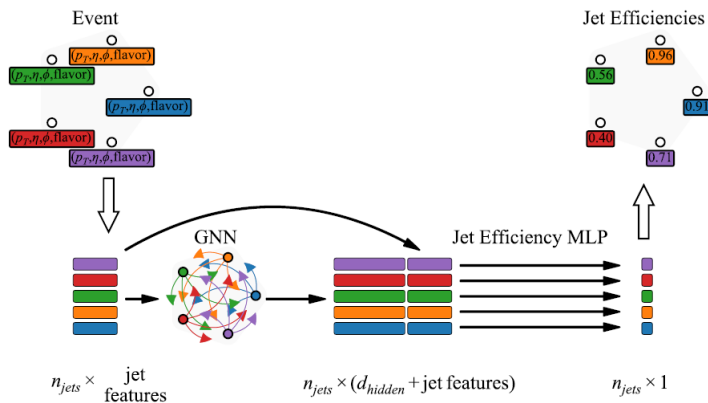 Event
Jet Efficiencies
(p_T,η,ϕ,flavor)
(p_T,η,ϕ,flavor)
(p_T,η,ϕ,flavor)
(p_T,η,ϕ,flavor)
(p_T,η,ϕ,flavor)
0.96
0.56
0.91
0.40
0.71
GNN
Jet Efficiency MLP
n_jets × jet features
n_jets × (d_hidden + jet features)
n_jets × 1